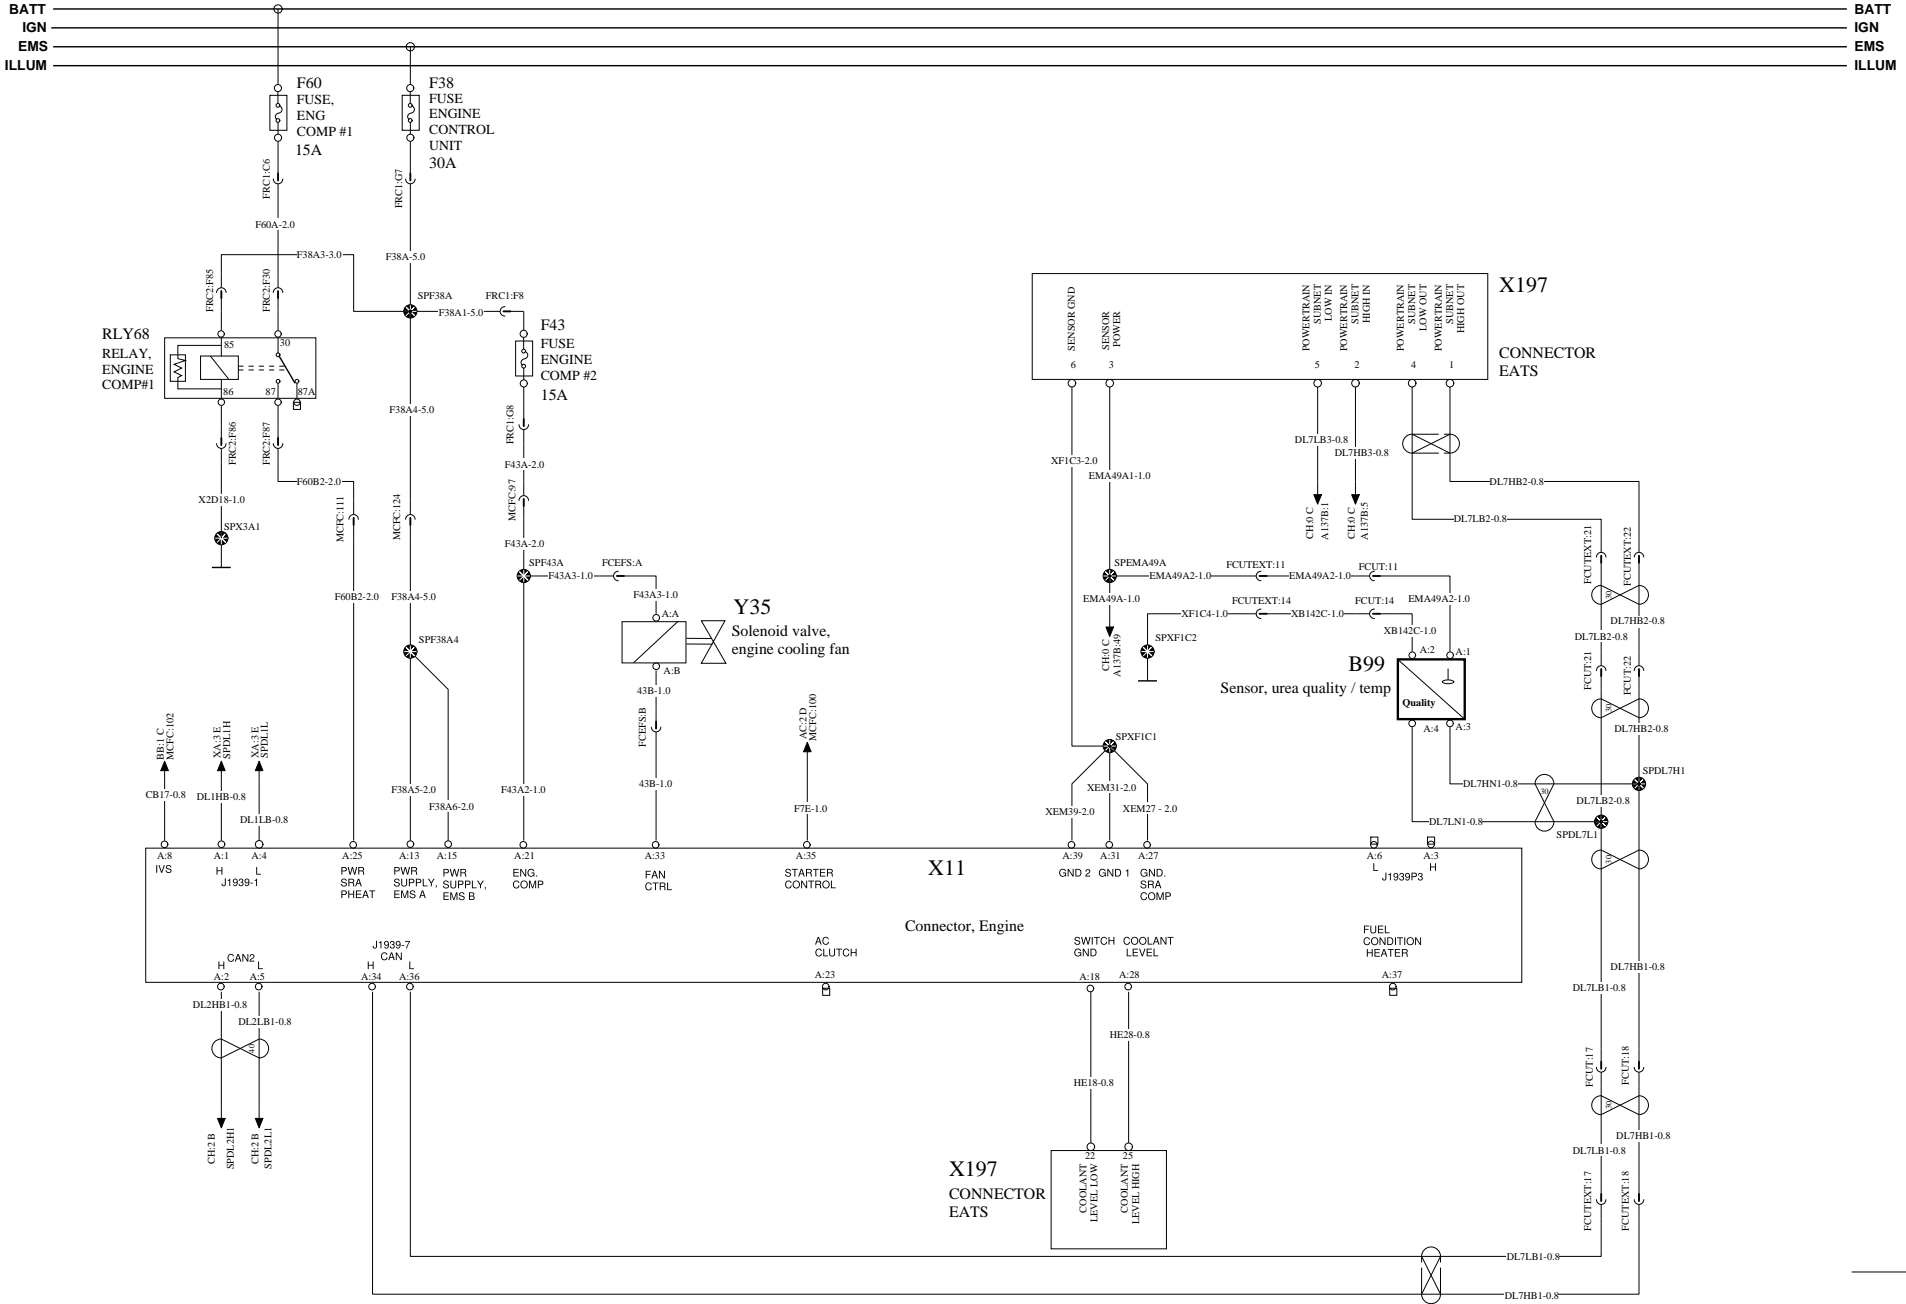 BATT
IGN
EMS
ILLUM
BATT
IGN
EMS
ILLUM
F60
FUSE,
ENG
COMP #1
15A
F38
FUSE
ENGINE
CONTROL
UNIT
30A
FRC1:C6
FRC1:G7
F60A-2.0
F38A3-3.0
F38A-5.0
FRC2:F85
FRC2:F30
SPF38A
FRC1:F8
F38A1-5.0
RLY68
RELAY,
ENGINE
COMP#1
85
30
86
87
87A
F43
FUSE
ENGINE
COMP #2
15A
F38A4-5.0
FRC2:F86
FRC2:F87
FRC1:G8
F43A-2.0
F60B2-2.0
X2D18-1.0
MCFC:111
MCFC:124
MCFC:97
SPX3A1
F43A-2.0
SPF43A
FCEFS:A
F43A3-1.0
F60B2-2.0
F38A4-5.0
F43A3-1.0
A:A
Y35
Solenoid valve,
engine cooling fan
A:B
SPF38A4
43B-1.0
FCEFS:B
43B-1.0
BB:1 C
MCFC:102
XA:3 E
SPDL1H
XA:3 E
SPDL1L
AC:2 D
MCFC:100
CB17-0.8
DL1HB-0.8
DL1LB-0.8
F38A5-2.0
F38A6-2.0
F43A2-1.0
F7E-1.0
X197
CONNECTOR
EATS
SENSOR GND
SENSOR
POWER
POWERTRAIN
SUBNET
LOW IN
POWERTRAIN
SUBNET
HIGH IN
POWERTRAIN
SUBNET
LOW OUT
POWERTRAIN
SUBNET
HIGH OUT
6
3
5
2
4
1
XF1C3-2.0
EMA49A1-1.0
DL7LB3-0.8
DL7HB3-0.8
DL7HB2-0.8
DL7LB2-0.8
CH:0 C
A137B:1
CH:0 C
A137B:5
FCUTEXT:21
FCUTEXT:22
SPEMA49A
EMA49A2-1.0
FCUTEXT:11
EMA49A2-1.0
FCUT:11
EMA49A2-1.0
EMA49A-1.0
XF1C4-1.0
FCUTEXT:14
XB142C-1.0
FCUT:14
XB142C-1.0
CH:0 C
A137B:49
SPXF1C2
30
DL7HB2-0.8
DL7LB2-0.8
FCUT:21
FCUT:22
A:2
A:1
B99
Sensor, urea quality / temp
Quality
A:4
A:3
30
DL7HB2-0.8
SPXF1C1
SPDL7H1
DL7HN1-0.8
30
DL7LB2-0.8
DL7LN1-0.8
SPDL7L1
30
XEM31-2.0
XEM39-2.0
XEM27 - 2.0
A:8
IVS
A:1
H
A:4
L
J1939-1
A:25
PWR
SRA
PHEAT
A:13
PWR
SUPPLY,
EMS A
A:15
PWR
SUPPLY,
EMS B
A:21
ENG.
COMP
A:33
FAN
CTRL
A:35
STARTER
CONTROL
X11
Connector, Engine
A:39
GND 2
A:31
GND 1
A:27
GND.
SRA
COMP
A:6
L
A:3
H
J1939P3
CAN2
H
L
A:2
A:5
J1939-7
CAN
H
L
A:34
A:36
AC
CLUTCH
A:23
SWITCH
GND
A:18
COOLANT
LEVEL
A:28
FUEL
CONDITION
HEATER
A:37
DL7HB1-0.8
DL7LB1-0.8
DL2HB1-0.8
DL2LB1-0.8
40
CH:2 B
SPDL2H1
CH:2 B
SPDL2L1
HE28-0.8
HE18-0.8
FCUT:17
FCUT:18
30
DL7HB1-0.8
DL7LB1-0.8
FCUTEXT:17
FCUTEXT:18
X197
CONNECTOR
EATS
22
25
COOLANT
LEVEL LOW
COOLANT
LEVEL HIGH
DL7LB1-0.8
DL7HB1-0.8